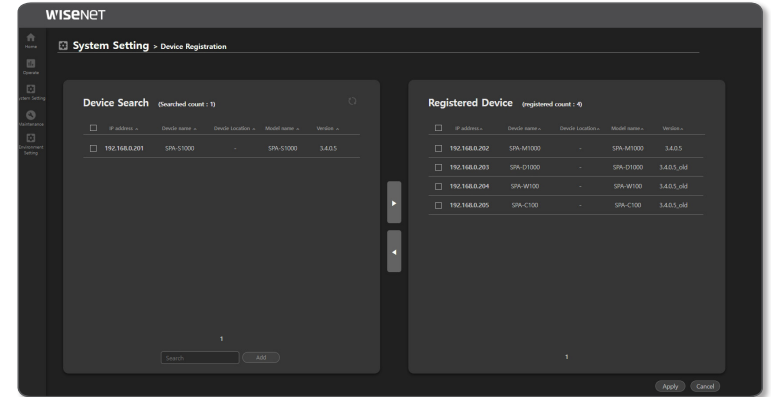 WISENET
Home
Operate
System Setting
Maintenance
Environment
Setting
System Setting > Device Registration
Device Search (Searched count : 1)
IP address Device name Device Location Model name Version
192.168.0.201 SPA-S1000 - SPA-S1000 3.4.0.5
1
Search Add
Registered Device (registered count : 4)
IP address Device name Device Location Model name Version
192.168.0.202 SPA-M1000 - SPA-M1000 3.4.0.5
192.168.0.203 SPA-D1000 - SPA-D1000 3.4.0.5_old
192.168.0.204 SPA-W100 - SPA-W100 3.4.0.5_old
192.168.0.205 SPA-C100 - SPA-C100 3.4.0.5_old
1
Apply Cancel